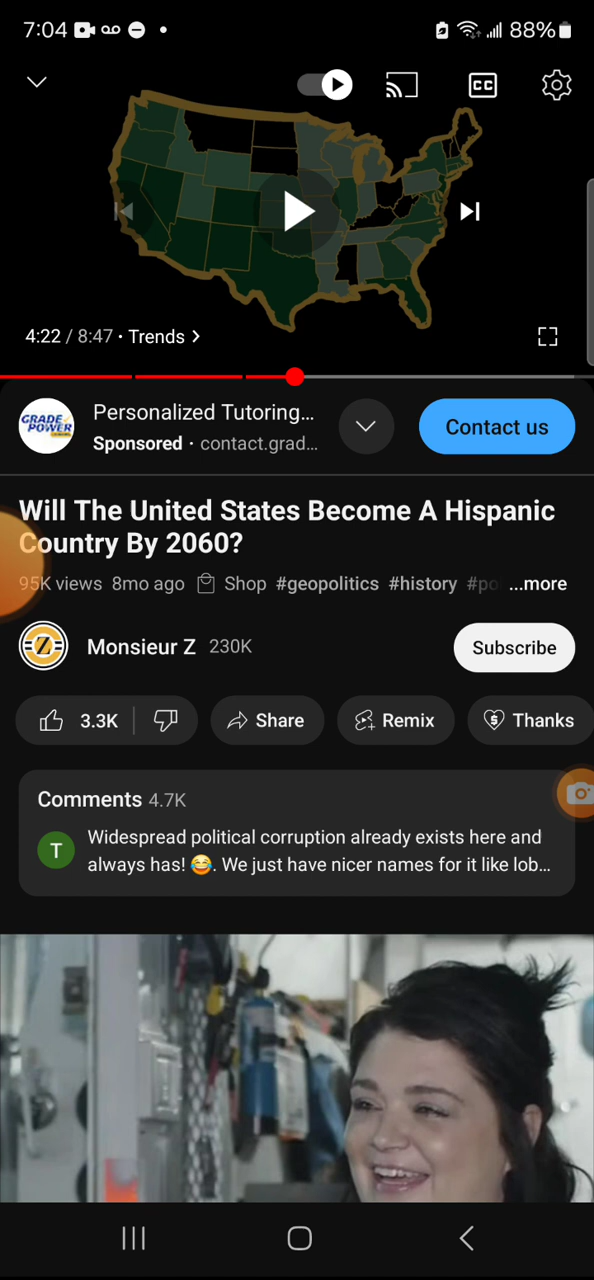 7:04
88%
CC
4:22 / 8:47 · Trends >
GRADE
POWER
Personalized Tutoring...
Sponsored · contact.grad...
Contact us
Will The United States Become A Hispanic
Country By 2060?
95K views 8mo ago Shop #geopolitics #history #po ...more
Z
Monsieur Z 230K
Subscribe
3.3K
Share
Remix
Thanks
Comments 4.7K
T
Widespread political corruption already exists here and
always has! 😂. We just have nicer names for it like lob...